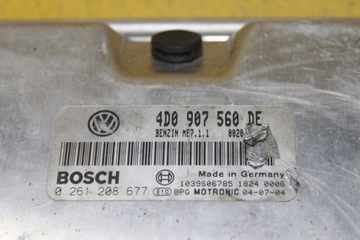 4D0 907 560 DE
BENZIN ME7.1.1 0020
BOSCH
Made in Germany
1039S06785 1824 0006
0 261 208 677 BPG MOTRONIC 04-07-04